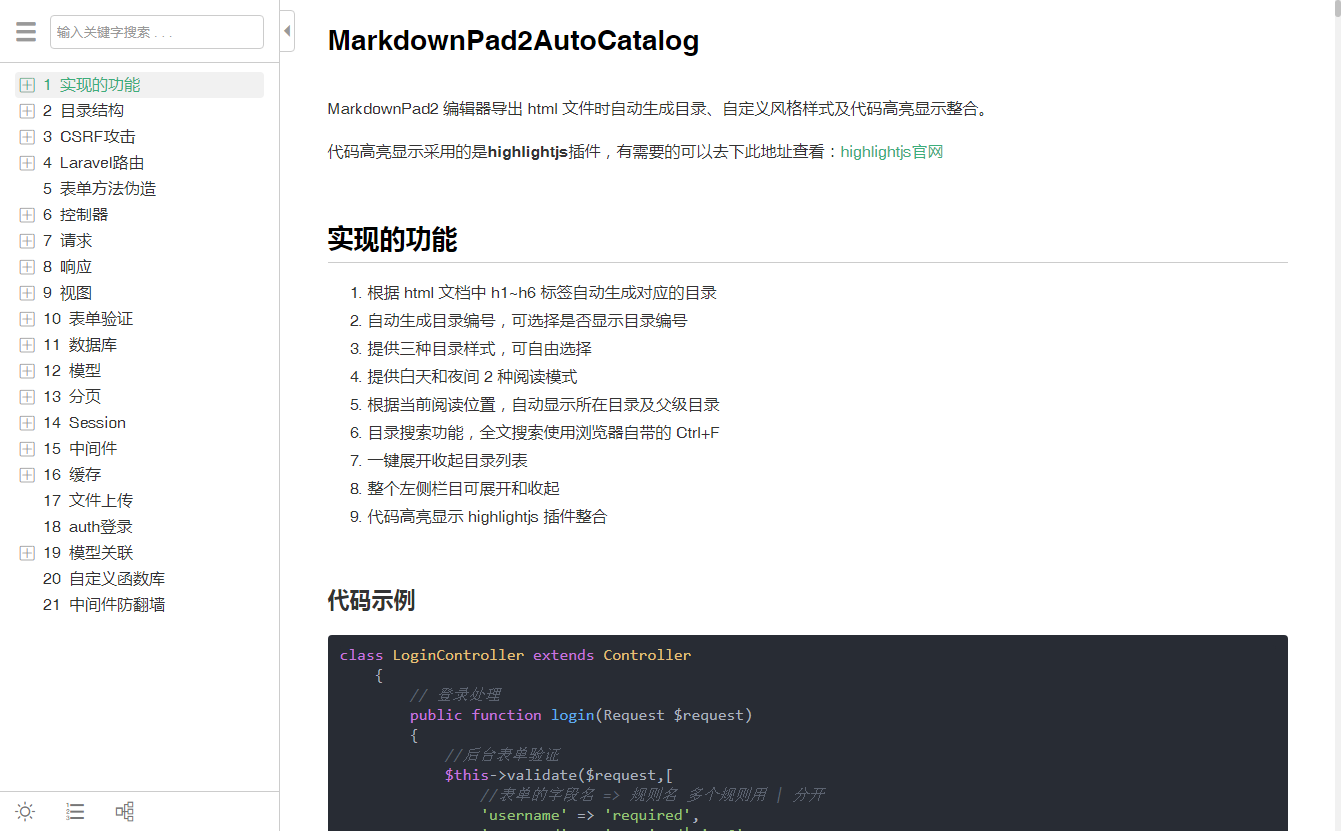 输入关键字搜索 . . .
1 实现的功能
2 目录结构
3 CSRF攻击
4 Laravel路由
5 表单方法伪造
6 控制器
7 请求
8 响应
9 视图
10 表单验证
11 数据库
12 模型
13 分页
14 Session
15 中间件
16 缓存
17 文件上传
18 auth登录
19 模型关联
20 自定义函数库
21 中间件防翻墙
MarkdownPad2AutoCatalog
MarkdownPad2 编辑器导出 html 文件时自动生成目录、自定义风格样式及代码高亮显示整合。
代码高亮显示采用的是highlightjs插件，有需要的可以去下此地址查看：highlightjs官网
实现的功能
1. 根据 html 文档中 h1~h6 标签自动生成对应的目录
2. 自动生成目录编号，可选择是否显示目录编号
3. 提供三种目录样式，可自由选择
4. 提供白天和夜间 2 种阅读模式
5. 根据当前阅读位置，自动显示所在目录及父级目录
6. 目录搜索功能，全文搜索使用浏览器自带的 Ctrl+F
7. 一键展开收起目录列表
8. 整个左侧栏目可展开和收起
9. 代码高亮显示 highlightjs 插件整合
代码示例
class LoginController extends Controller
{
// 登录处理
public function login(Request $request)
{
//后台表单验证
$this->validate($request,[
//表单的字段名 => 规则名 多个规则用 | 分开
'username' => 'required',